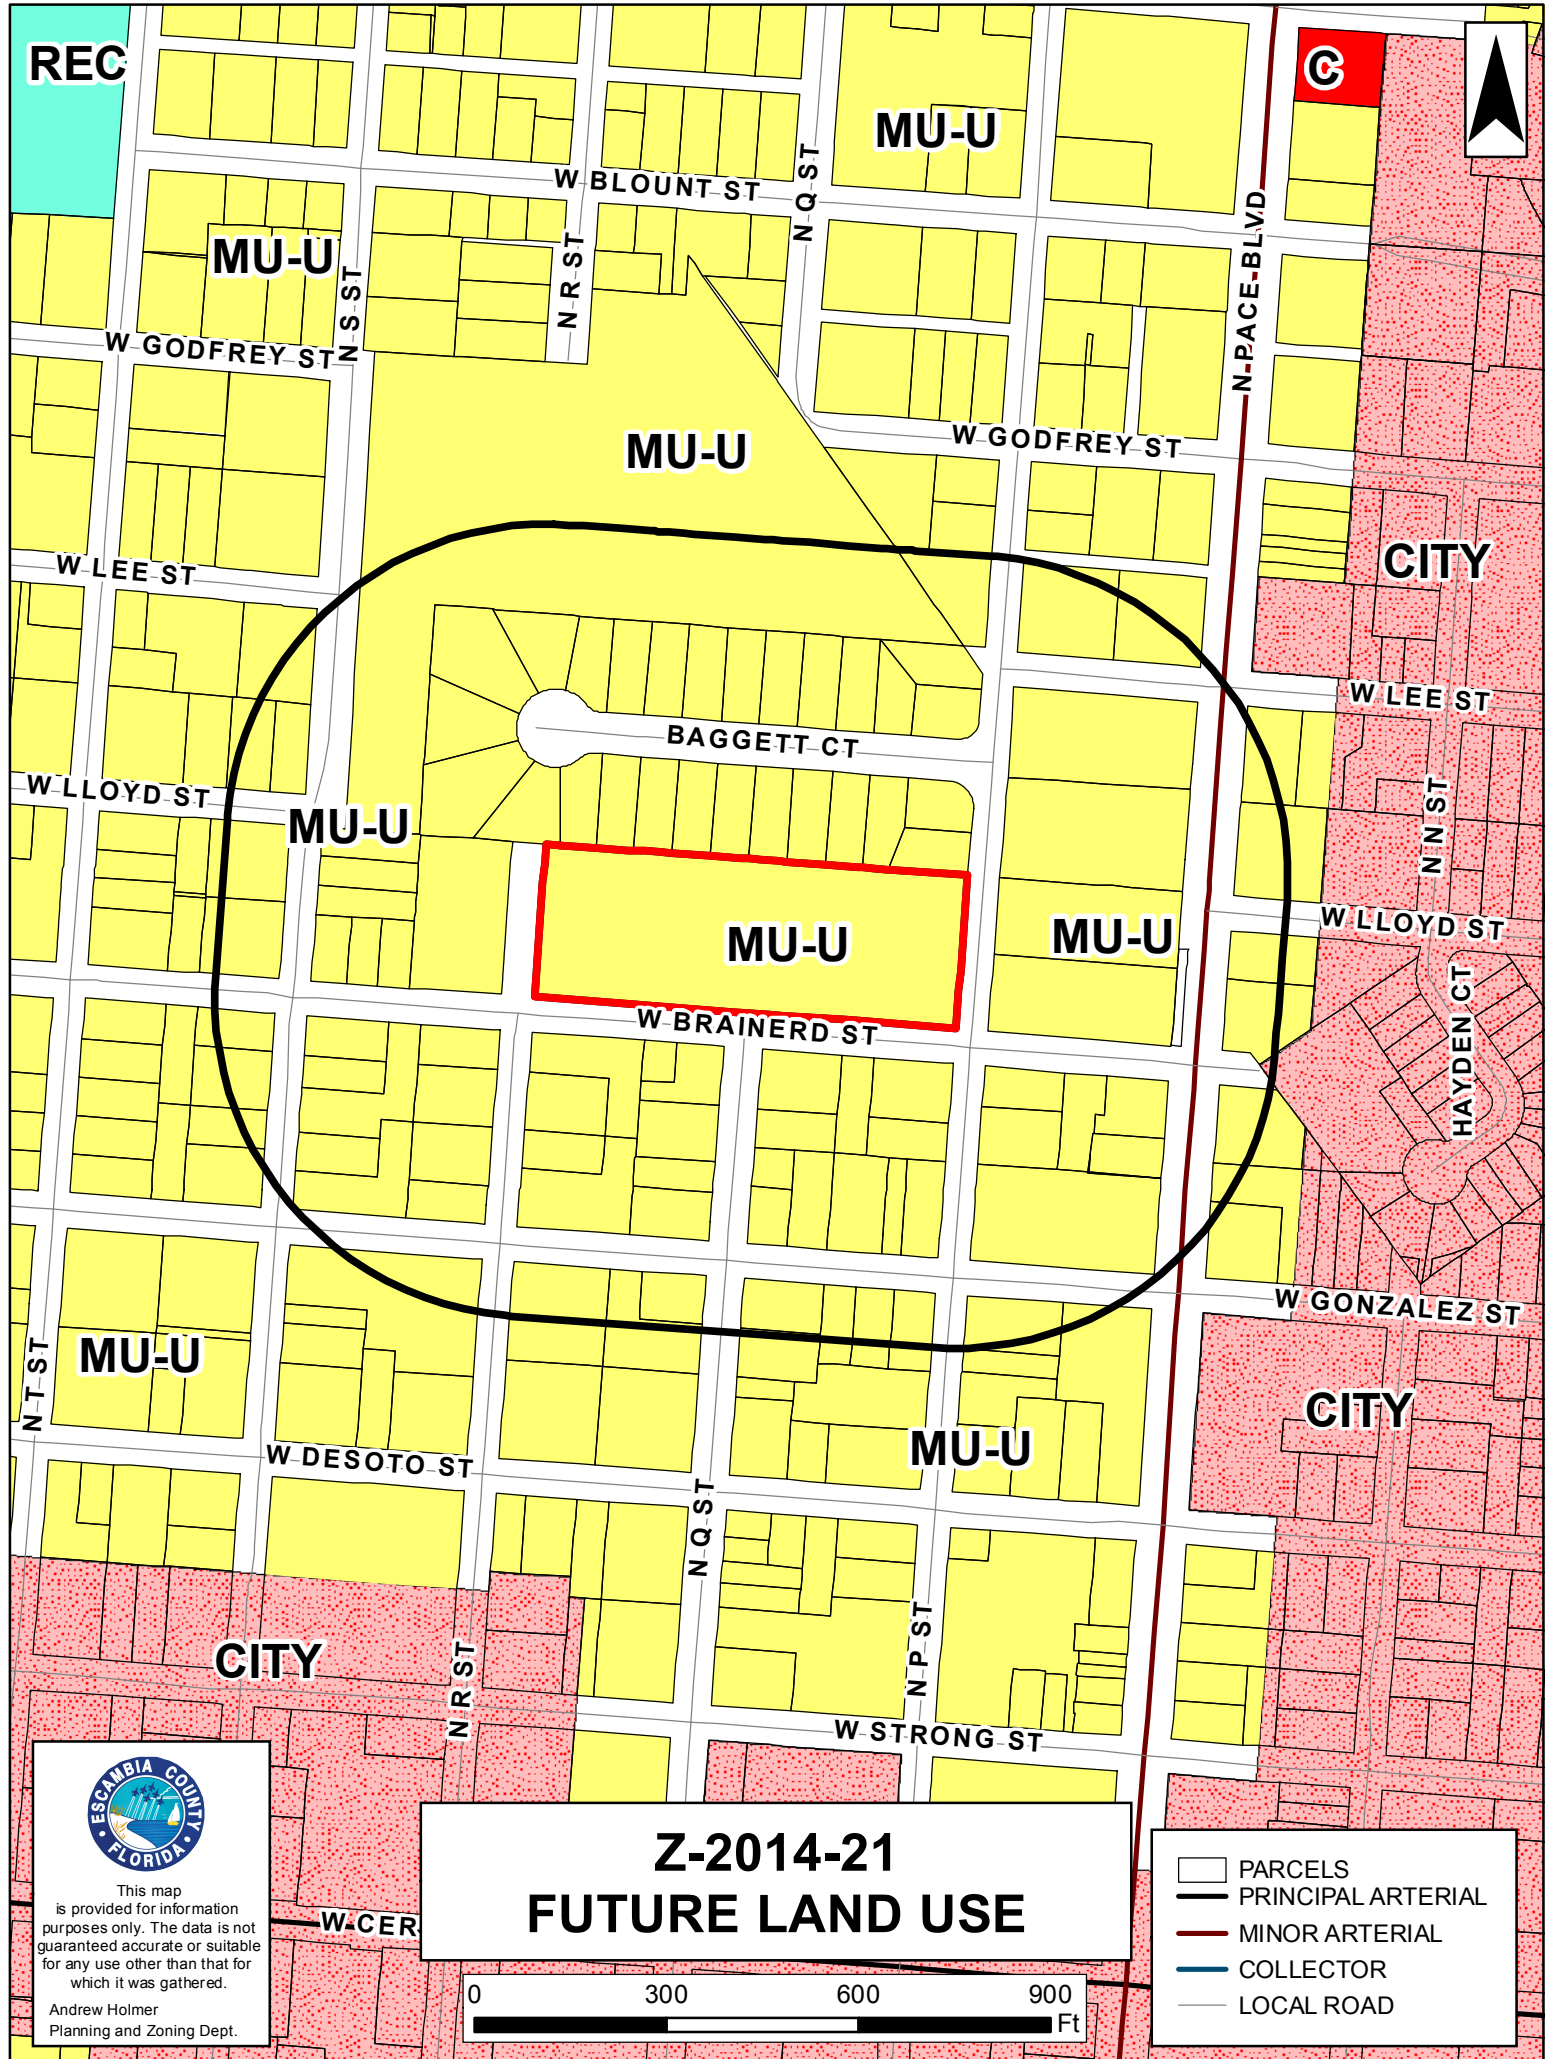 REC
C
MU-U
W BLOUNT ST
N Q ST
N PACE BLVD
MU-U
N S ST
N R ST
W GODFREY ST
MU-U
W GODFREY ST
CITY
W LEE ST
W LEE ST
BAGGETT CT
W LLOYD ST
MU-U
N N ST
MU-U
MU-U
W LLOYD ST
HAYDEN CT
W BRAINERD ST
W GONZALEZ ST
N T ST
MU-U
CITY
MU-U
W DESOTO ST
N Q ST
N P ST
CITY
N R ST
W STRONG ST
ESCAMBIA COUNTY
FLORIDA
This map
is provided for information
purposes only. The data is not
guaranteed accurate or suitable
for any use other than that for
which it was gathered.
Andrew Holmer
Planning and Zoning Dept.
W CER
Z-2014-21
FUTURE LAND USE
0 300 600 900
Ft
PARCELS
PRINCIPAL ARTERIAL
MINOR ARTERIAL
COLLECTOR
LOCAL ROAD